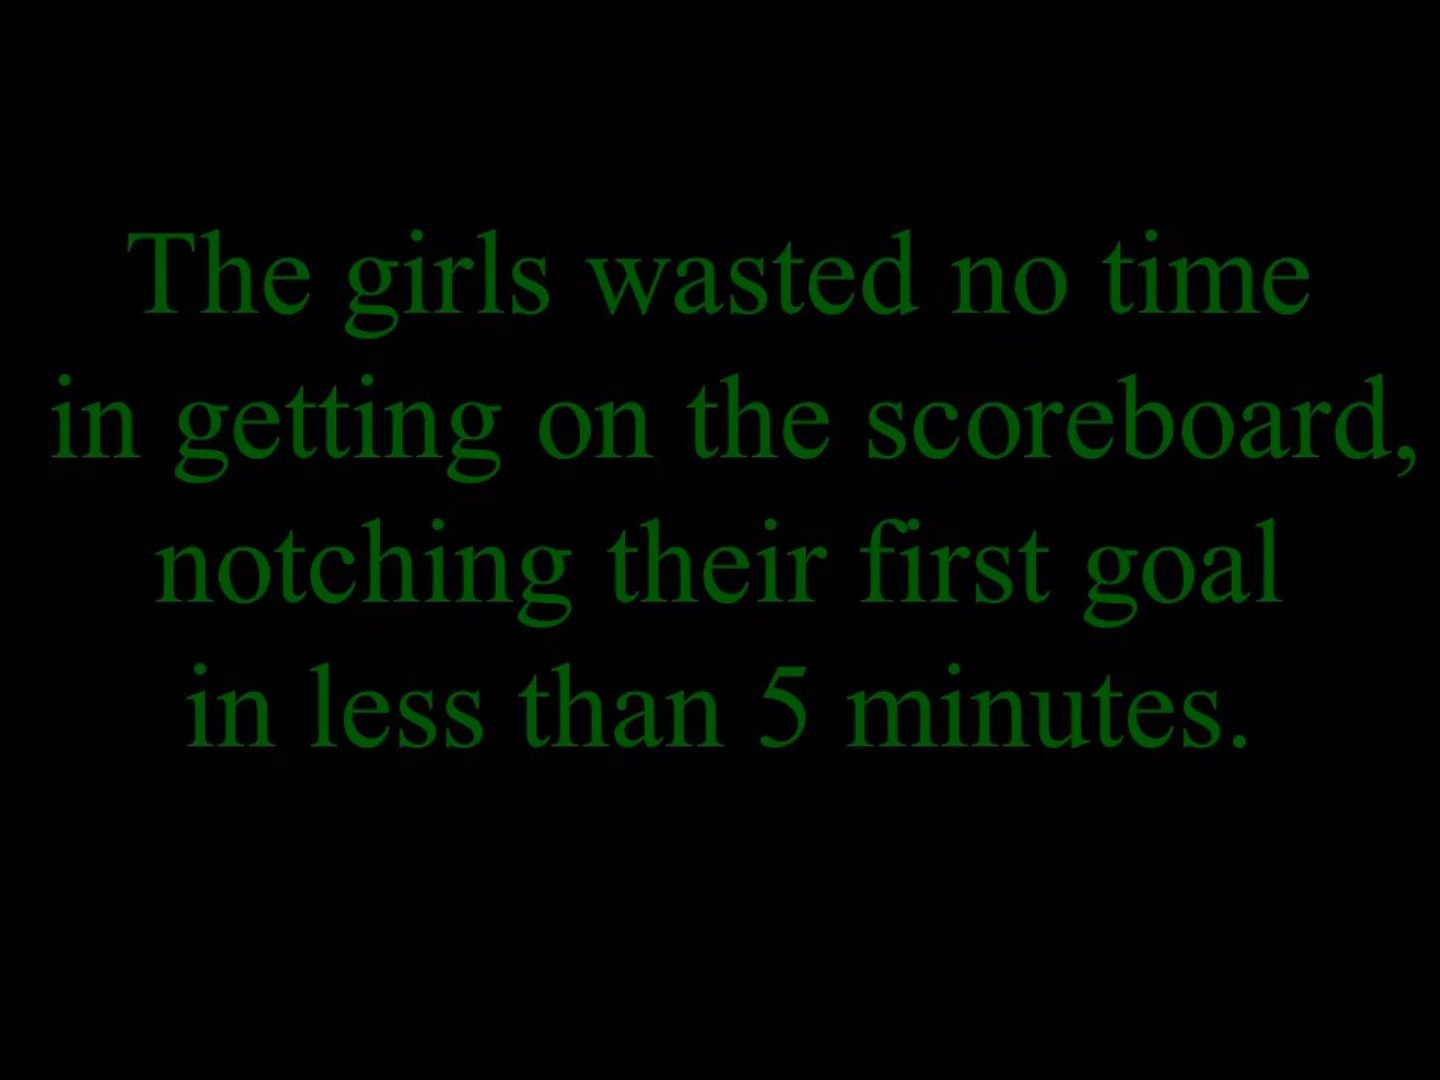 The girls wasted no time
in getting on the scoreboard,
notching their first goal
in less than 5 minutes.